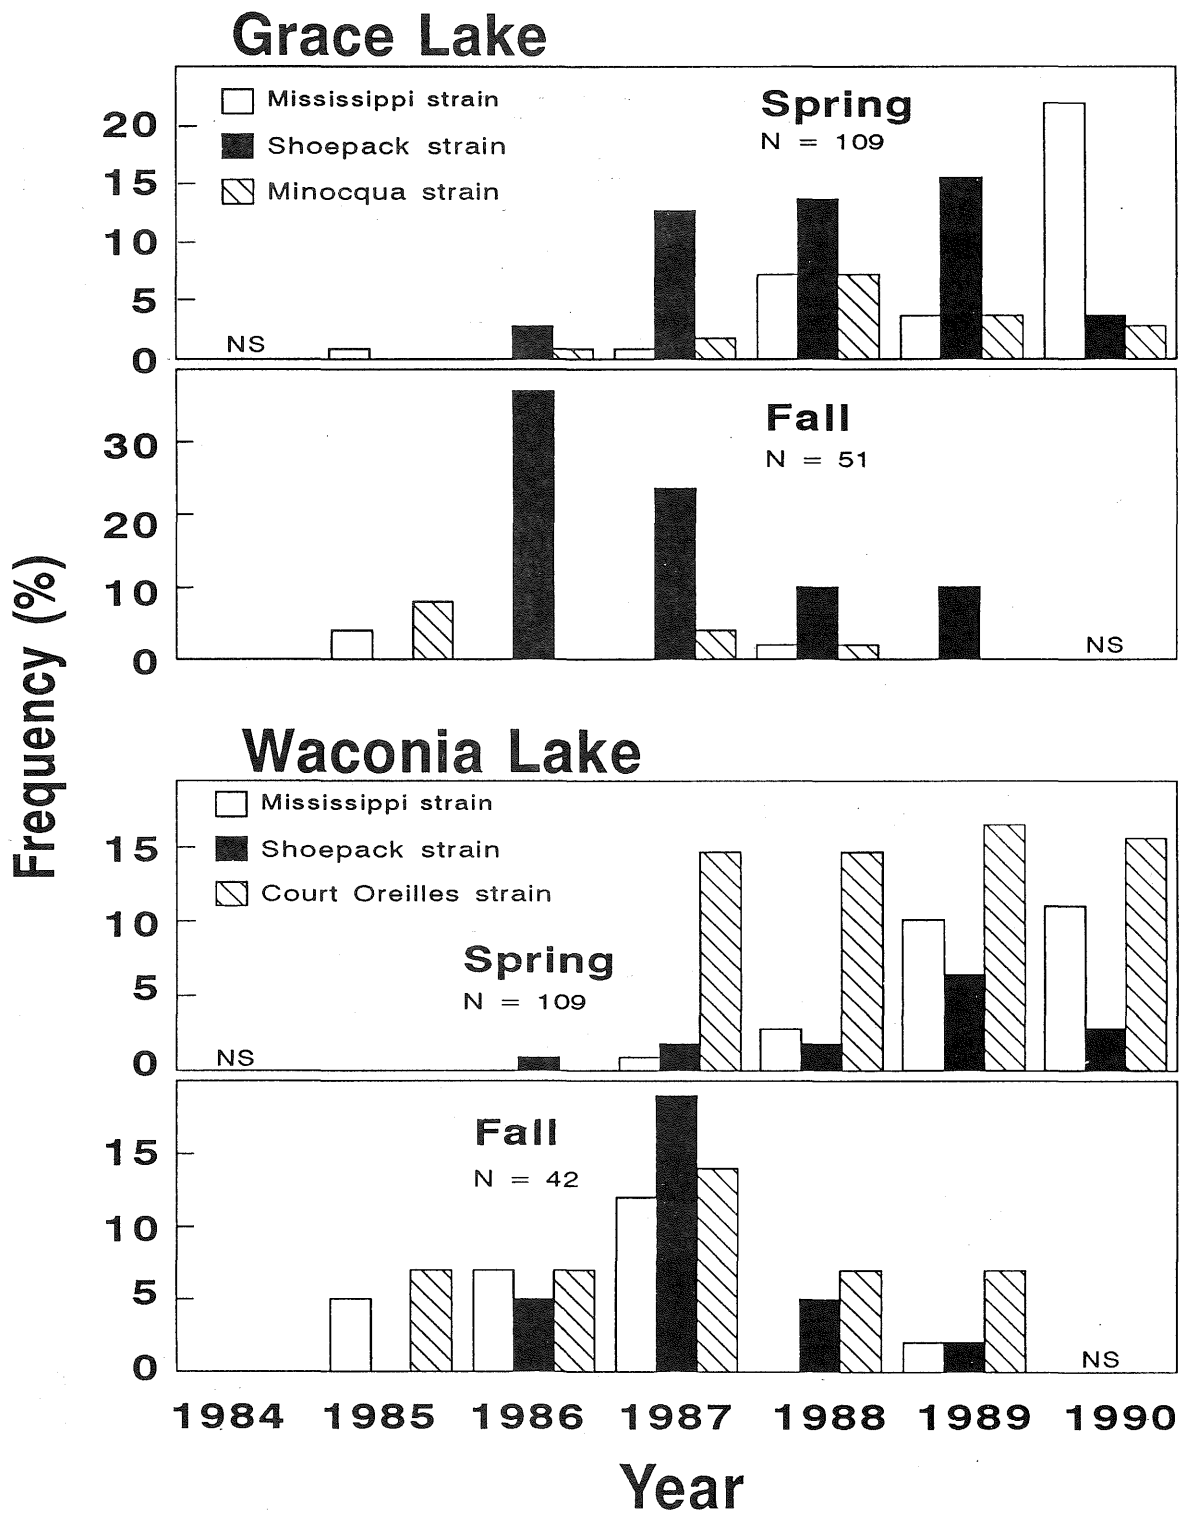 Grace Lake
Mississippi strain
Shoepack strain
Minocqua strain
Spring
N = 109
20
15
10
5
0
NS
Fall
N = 51
30
20
10
0
NS
Frequency (%)
Waconia Lake
Mississippi strain
Shoepack strain
Court Oreilles strain
Spring
N = 109
15
10
5
0
NS
Fall
N = 42
15
10
5
0
NS
1984 1985 1986 1987 1988 1989 1990
Year